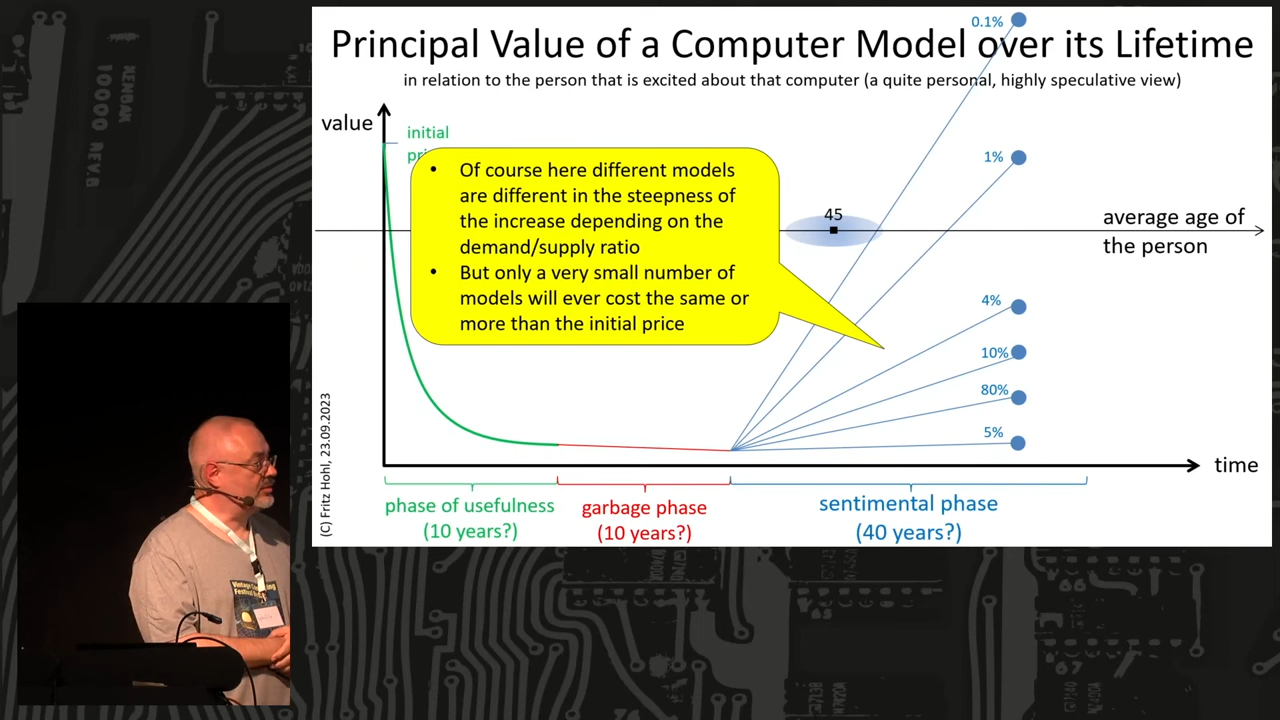 Principal Value of a Computer Model over its Lifetime
in relation to the person that is excited about that computer (a quite personal, highly speculative view)
value
initial
0.1%
1%
• Of course here different models
are different in the steepness of
the increase depending on the
demand/supply ratio
• But only a very small number of
models will ever cost the same or
more than the initial price
45
average age of
the person
4%
10%
80%
5%
time
phase of usefulness
(10 years?)
garbage phase
(10 years?)
sentimental phase
(40 years?)
(C) Fritz Hohl, 23.09.2023
KENBAK
10000 REV.B